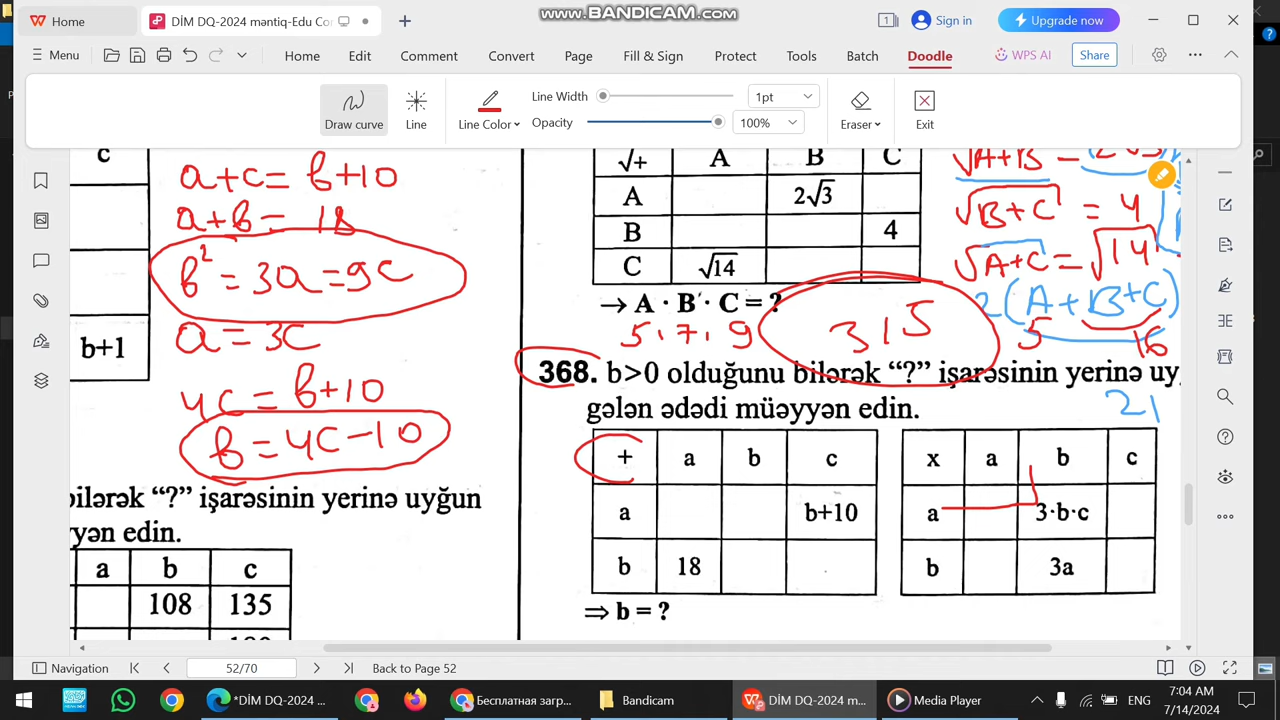 www.BANDICAM.com
Home
DİM DQ-2024 məntiq-Edu Co
Sign in
Upgrade now
Menu
Home
Edit
Comment
Convert
Page
Fill & Sign
Protect
Tools
Batch
Doodle
WPS AI
Share
Draw curve
Line
Line Color
Line Width
1pt
Opacity
100%
Eraser
Exit
c
b+1
a+c= b+10
a+b= 18
b² = 3a=9c
a= 3c
4c = b+10
b = 4c-10
bilərək “?” işarəsinin yerinə uyğun
yən edin.
a b c
108 135
√+ A B C
A 2√3
B 4
C √14
→ A · B · C = ?
5 · 7 · 9
315
√A+B = 2√3
√B+C = 4
√A+C = √14
2(A+B+C)
5 16
21
368. b>0 olduğunu bilərək “?” işarəsinin yerinə uy
gələn ədədi müəyyən edin.
+ a b c
a b+10
b 18
x a b c
a 3·b·c
b 3a
⇒ b = ?
Navigation
52/70
Back to Page 52
*DİM DQ-2024 ...
Бесплатная загр...
Bandicam
DİM DQ-2024 m...
Media Player
ENG
7:04 AM
7/14/2024